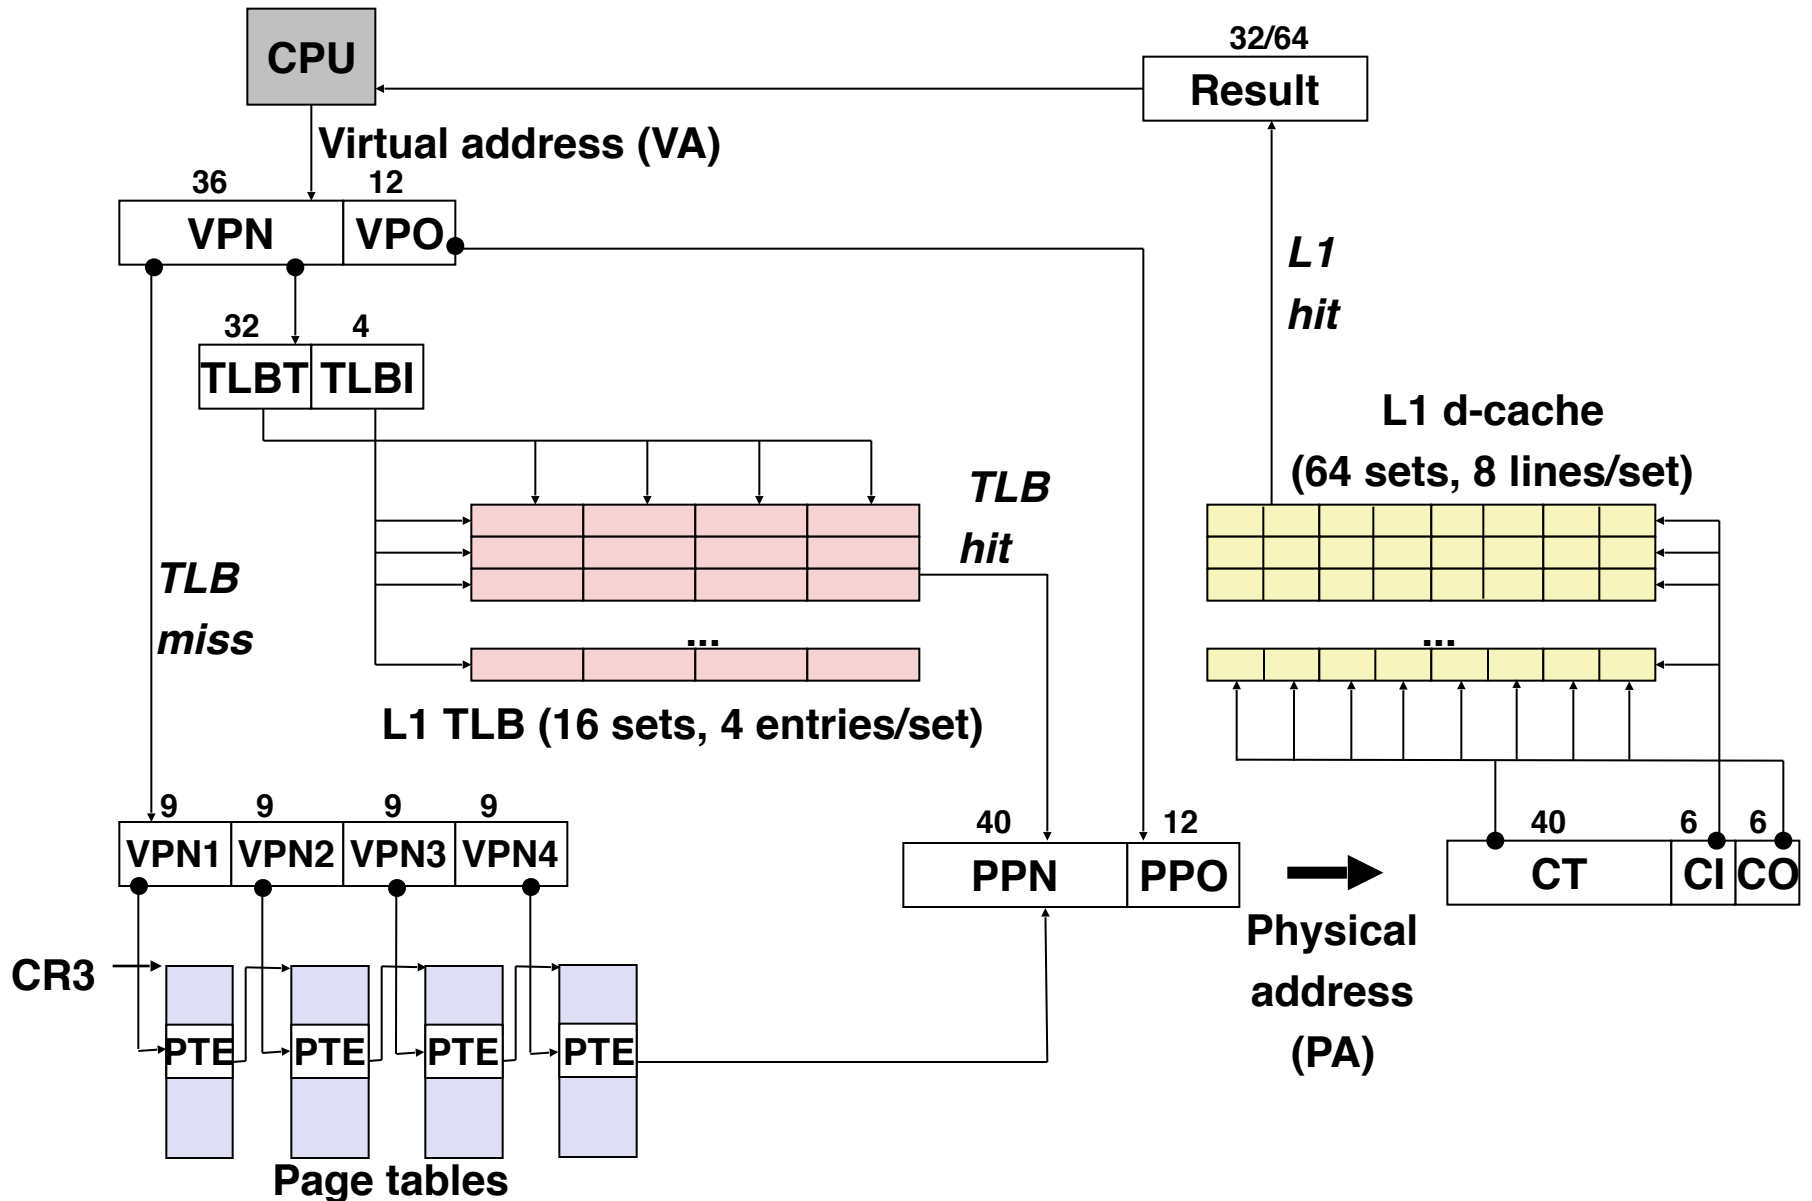 CPU
32/64
Result
Virtual address (VA)
36 12
VPN VPO
L1
hit
32 4
TLBT TLBI
L1 d-cache
(64 sets, 8 lines/set)
TLB
hit
TLB
miss
...
...
L1 TLB (16 sets, 4 entries/set)
9 9 9 9
VPN1 VPN2 VPN3 VPN4
40 12
PPN PPO
40 6 6
CT CI CO
Physical
address
(PA)
CR3
PTE PTE PTE PTE
Page tables